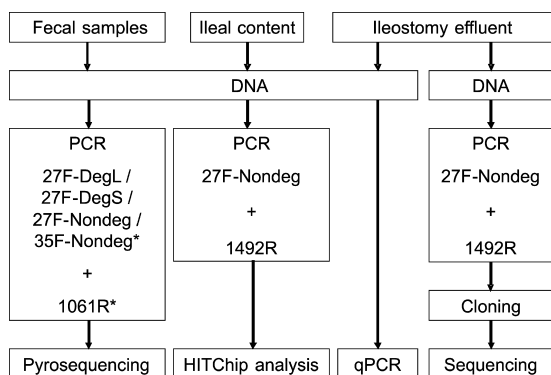 Fecal samples
Ileal content
Ileostomy effluent
DNA
DNA
PCR
27F-DegL /
27F-DegS /
27F-Nondeg /
35F-Nondeg*
+
1061R*
PCR
27F-Nondeg
+
1492R
PCR
27F-Nondeg
+
1492R
Cloning
Pyrosequencing
HITChip analysis
qPCR
Sequencing